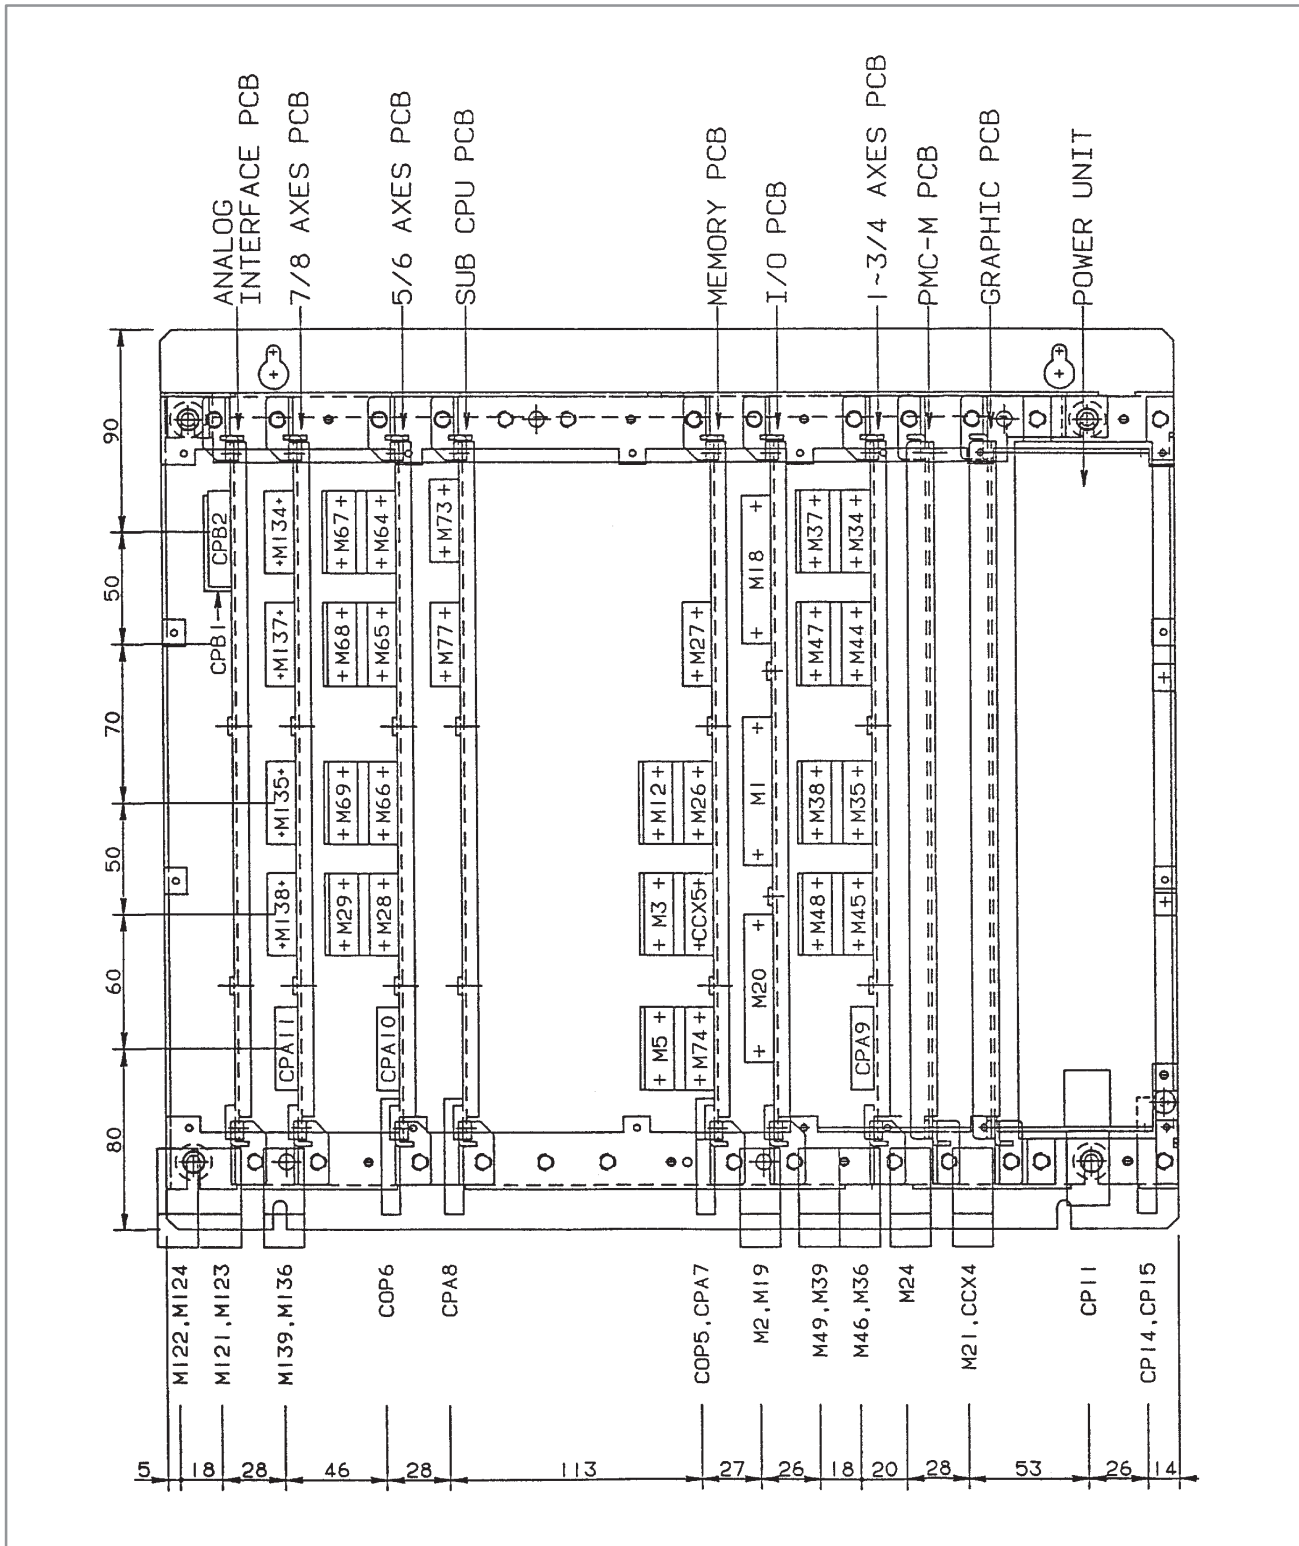 ANALOG
INTERFACE PCB
7/8 AXES PCB
5/6 AXES PCB
SUB CPU PCB
MEMORY PCB
I/O PCB
1~3/4 AXES PCB
PMC-M PCB
GRAPHIC PCB
POWER UNIT
90
50
70
50
60
80
CPB2
CPB1
+M134+
+M137+
+M135+
+M138+
CPA11
+M67+
+M64+
+M68+
+M65+
+M69+
+M66+
+M29+
+M28+
CPA10
+M73+
+M77+
+M27+
+M12+
+M26+
+M3+
+CCX5+
+M5+
+M74+
+M18+
+M1+
+M20+
+M37+
+M34+
+M47+
+M44+
+M38+
+M35+
+M48+
+M45+
CPA9
M122,M124
M121,M123
M139,M136
COP6
CPA8
COP5,CPA7
M2,M19
M49,M39
M46,M36
M24
M21,CCX4
CP11
CP14,CP15
5 18 28 46 28 113 27 26 18 20 28 53 26 14